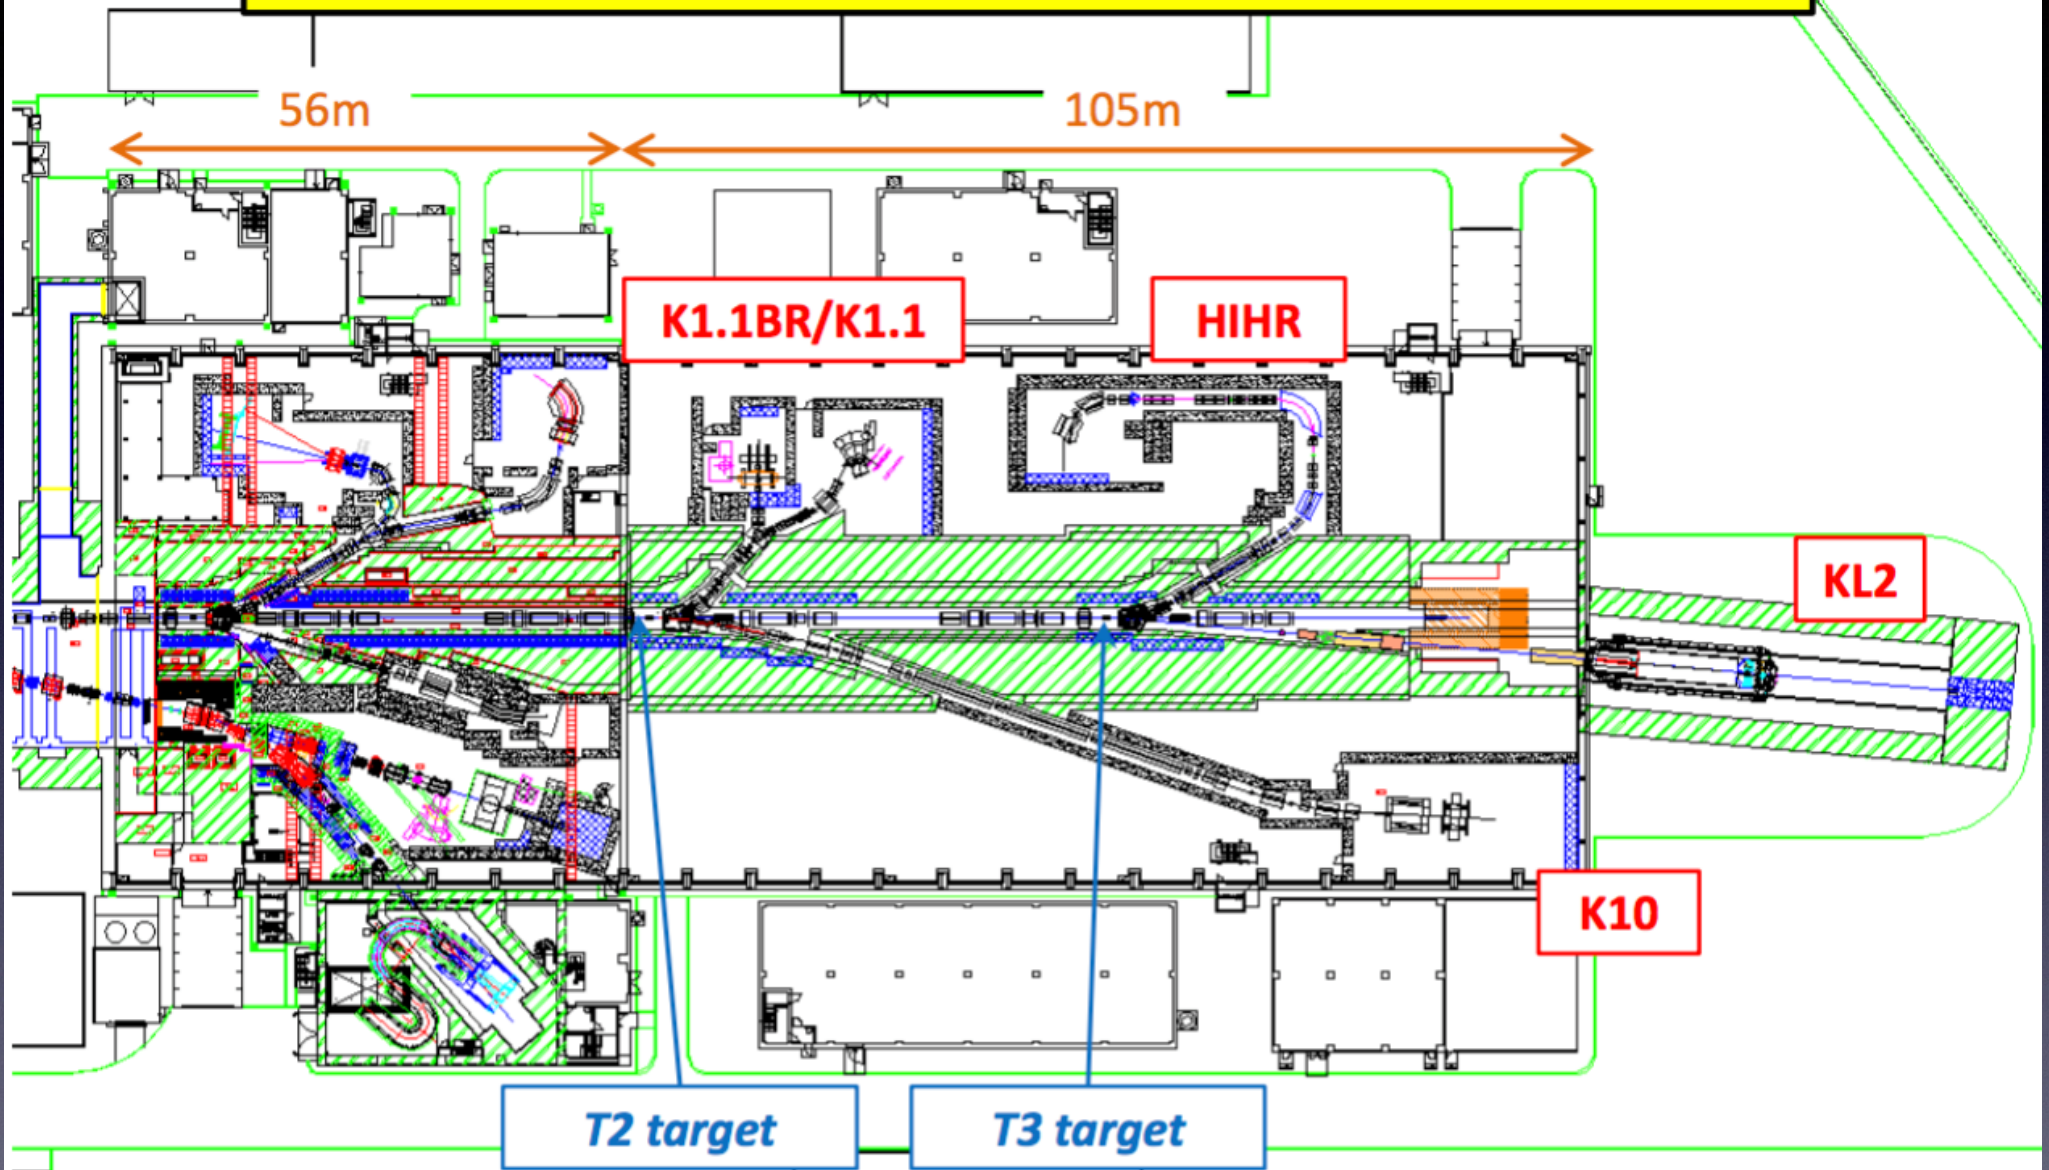 56m
105m
K1.1BR/K1.1
HIHR
KL2
K10
T2 target
T3 target